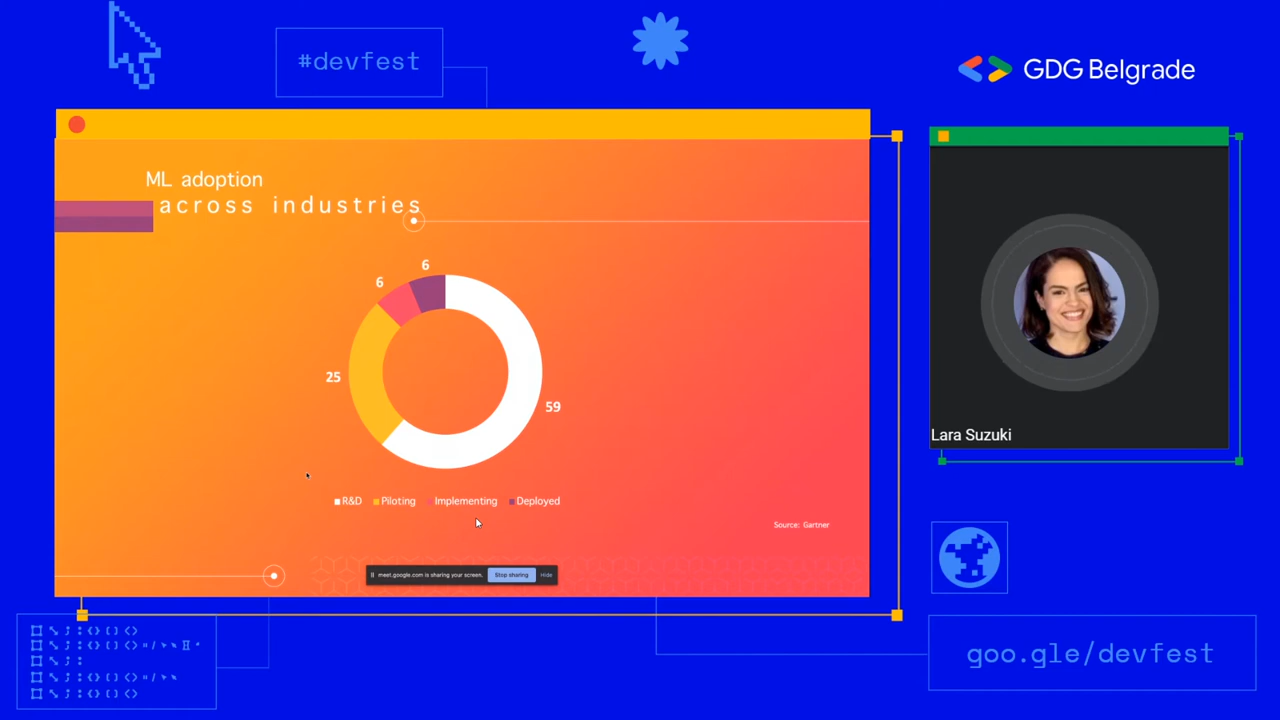 #devfest
GDG Belgrade
ML adoption
across industries
6
6
25
59
R&D Piloting Implementing Deployed
Source: Gartner
meet.google.com is sharing your screen. Stop sharing Hide
Lara Suzuki
goo.gle/devfest